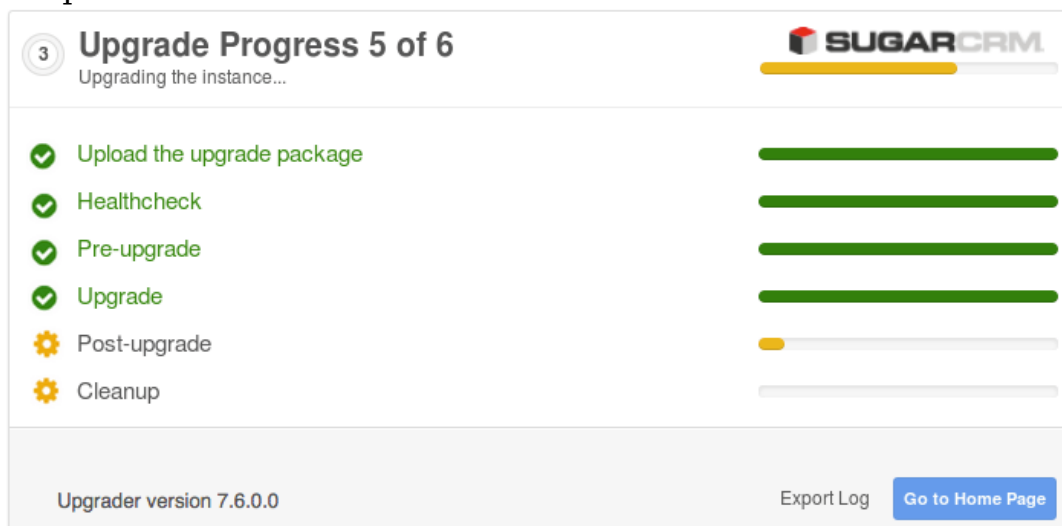 3
Upgrade Progress 5 of 6
SUGARCRM
Upgrading the instance...
Upload the upgrade package
Healthcheck
Pre-upgrade
Upgrade
Post-upgrade
Cleanup
Upgrader version 7.6.0.0
Export Log
Go to Home Page